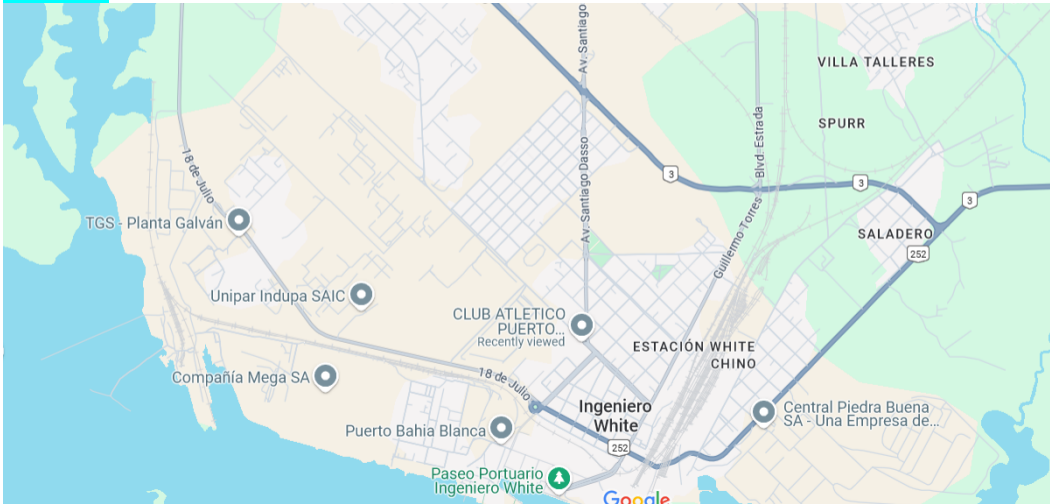 Av. Santiago
VILLA TALLERES
SPURR
Blvd. Estrada
18 de Julio
3
3
3
Av. Santiago Dasso
TGS - Planta Galván
Guillermo Torres
SALADERO
252
Unipar Indupa SAIC
CLUB ATLETICO
PUERTO...
Recently viewed
ESTACIÓN WHITE
CHINO
Compañía Mega SA
18 de Julio
Ingeniero
White
Central Piedra Buena
SA - Una Empresa de...
Puerto Bahia Blanca
252
Paseo Portuario
Ingeniero White
Google